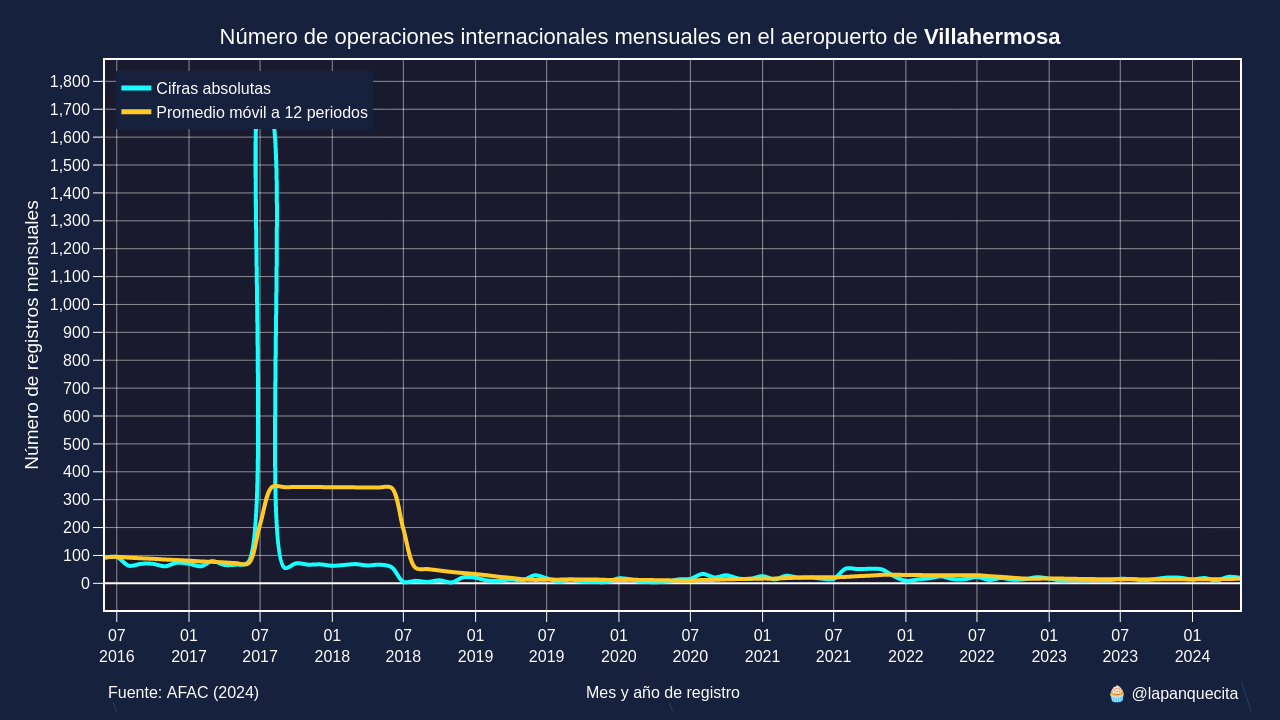 Número de operaciones internacionales mensuales en el aeropuerto de Villahermosa
Cifras absolutas
Promedio móvil a 12 periodos
Número de registros mensuales
1,800
1,700
1,600
1,500
1,400
1,300
1,200
1,100
1,000
900
800
700
600
500
400
300
200
100
0
07 01 07 01 07 01 07 01 07 01 07 01 07 01 07 01
2016 2017 2017 2018 2018 2019 2019 2020 2020 2021 2021 2022 2022 2023 2023 2024
Fuente: AFAC (2024)
Mes y año de registro
🧁 @lapanquecita